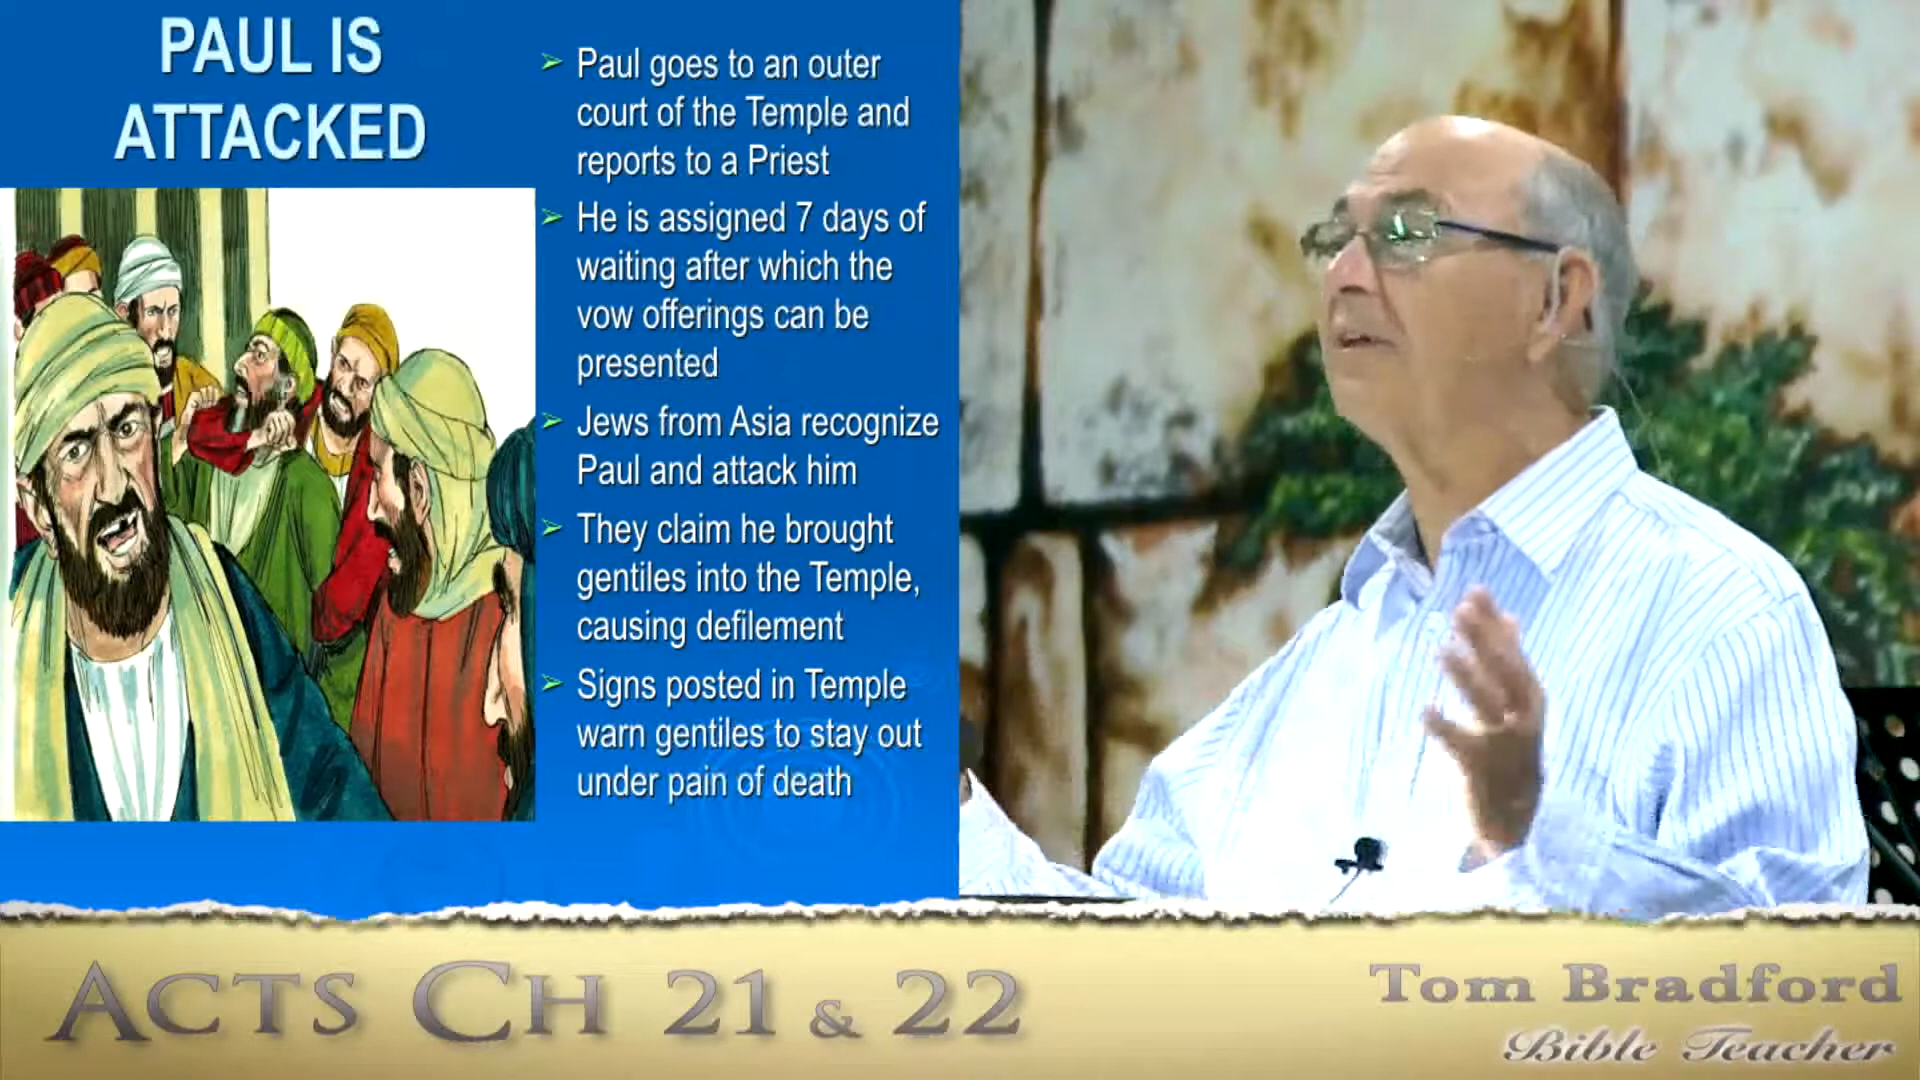 PAUL IS
ATTACKED
➢ Paul goes to an outer
court of the Temple and
reports to a Priest
➢ He is assigned 7 days of
waiting after which the
vow offerings can be
presented
➢ Jews from Asia recognize
Paul and attack him
➢ They claim he brought
gentiles into the Temple,
causing defilement
➢ Signs posted in Temple
warn gentiles to stay out
under pain of death
ACTS CH 21 & 22
Tom Bradford
Bible Teacher